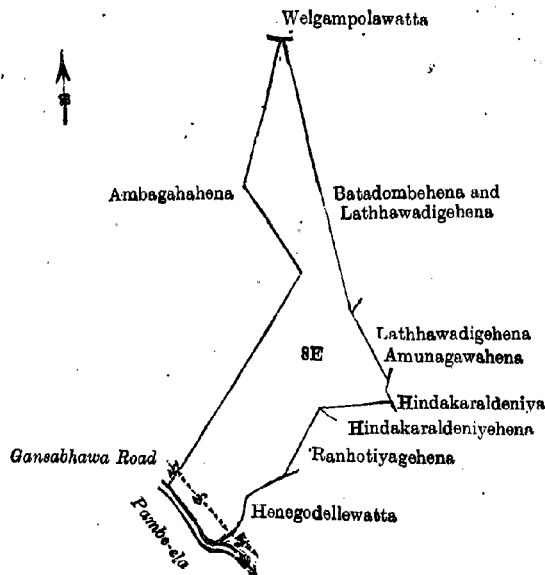 Welgampolawatta
Ambagahahena
Batadombehena and
Lathhawadigehena
Lathhawadigehena
Amunagawahena
8E
Hindakaraldeniya
Hindakaraldeniyehena
Gansabhawa Road
Ranhotiyagehena
Henegodellewatta
Pambe-ela